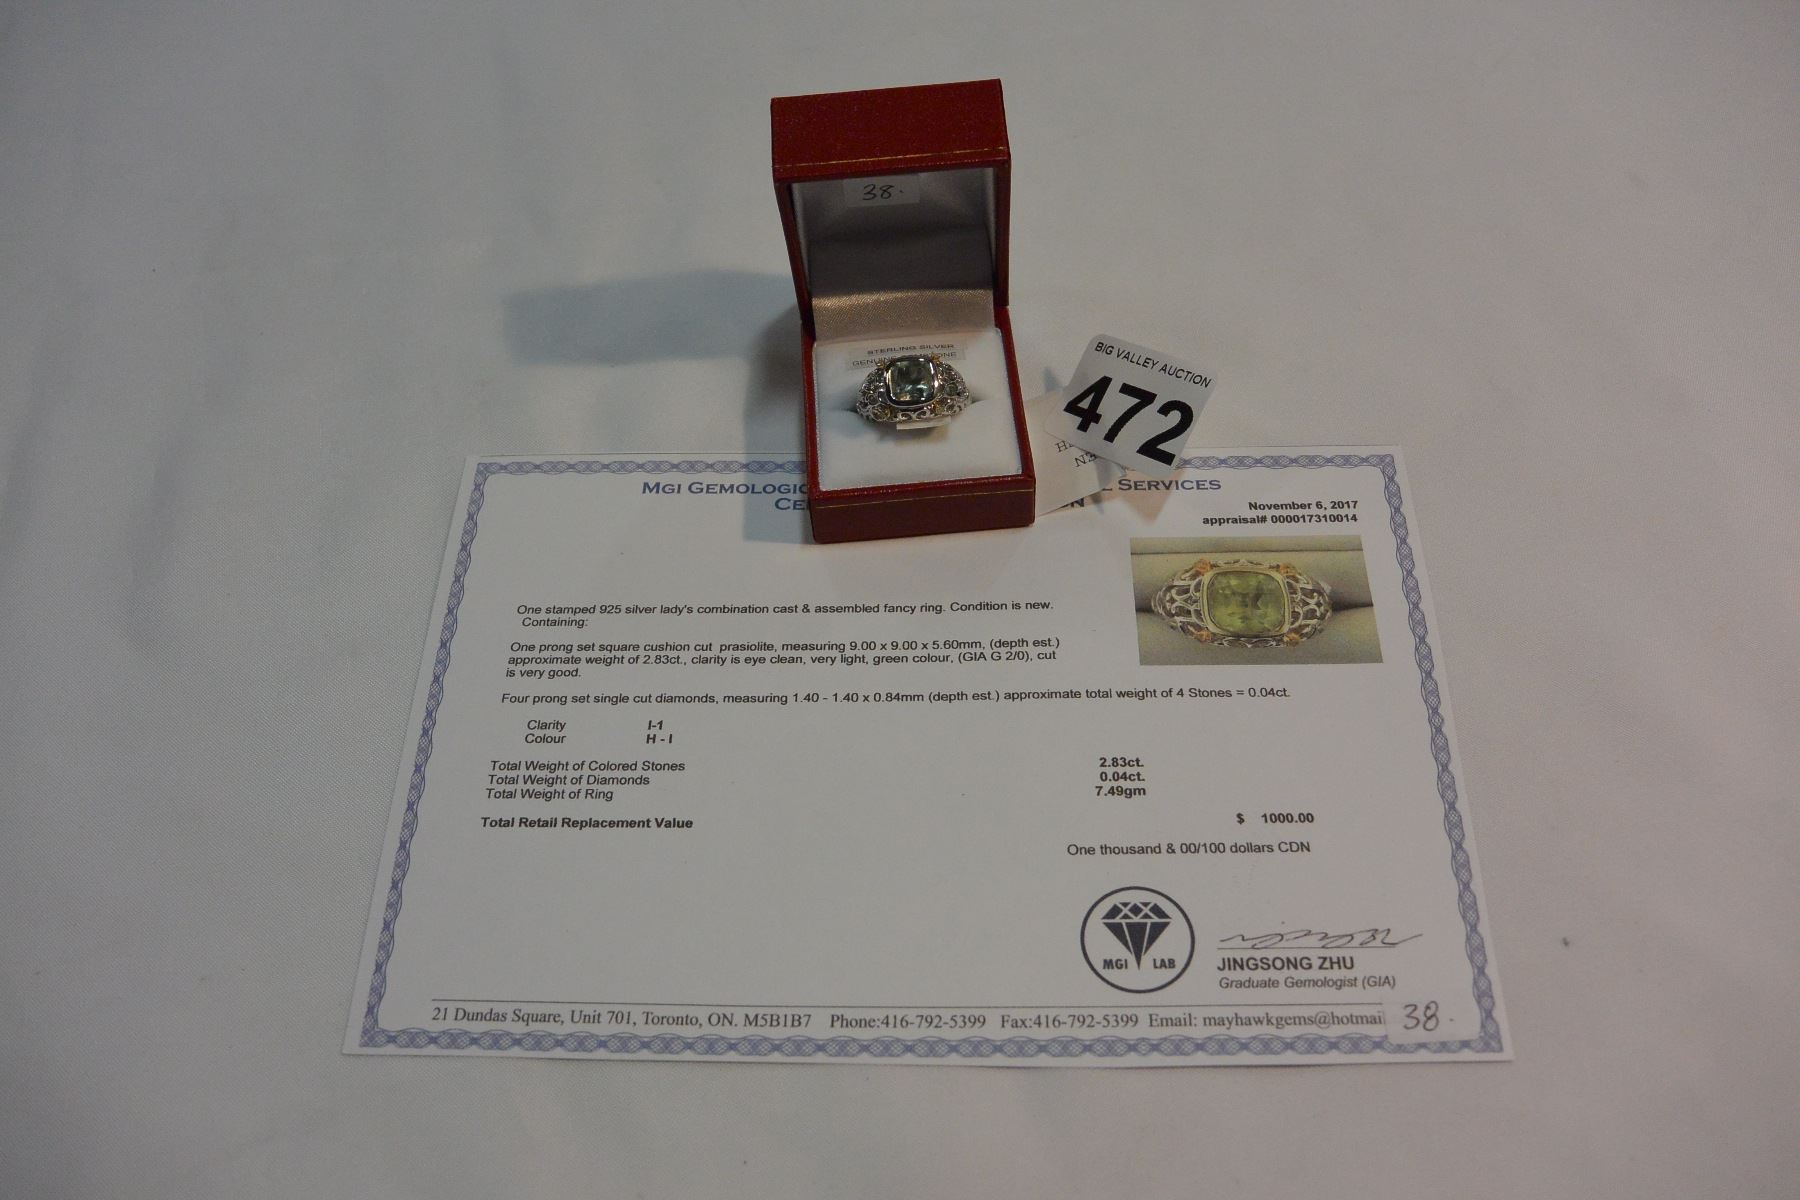 38.
STERLING SILVER
BIG VALLEY AUCTION
472
MGI GEMOLOGIC
SERVICES
November 6, 2017
appraisal# 000017310014
One stamped 925 silver lady's combination cast & assembled fancy ring. Condition is new.
Containing:
One prong set square cushion cut prasiolite, measuring 9.00 x 9.00 x 5.60mm, (depth est.)
approximate weight of 2.83ct., clarity is eye clean, very light, green colour, (GIA G 2/0), cut
is very good.
Four prong set single cut diamonds, measuring 1.40 - 1.40 x 0.84mm (depth est.) approximate total weight of 4 Stones = 0.04ct.
Clarity I-1
Colour H - I
Total Weight of Colored Stones 2.83ct.
Total Weight of Diamonds 0.04ct.
Total Weight of Ring 7.49gm
Total Retail Replacement Value $ 1000.00
One thousand & 00/100 dollars CDN
MGI LAB
JINGSONG ZHU
Graduate Gemologist (GIA)
21 Dundas Square, Unit 701, Toronto, ON. M5B1B7 Phone:416-792-5399 Fax:416-792-5399 Email: mayhawkgems@hotmai
38.